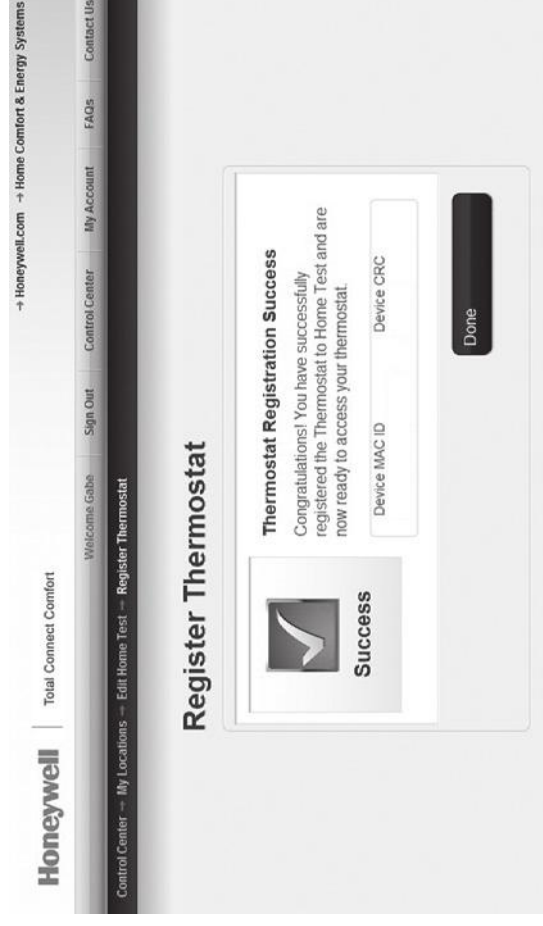 → Honeywell.com → Home Comfort & Energy Systems
Honeywell | Total Connect Comfort
Welcome Gabe Sign Out Control Center My Account FAQs Contact Us
Control Center → My Locations → Edit Home Test → Register Thermostat
Register Thermostat
Success
Thermostat Registration Success
Congratulations! You have successfully
registered the Thermostat to Home Test and are
now ready to access your thermostat.
Device MAC ID Device CRC
Done